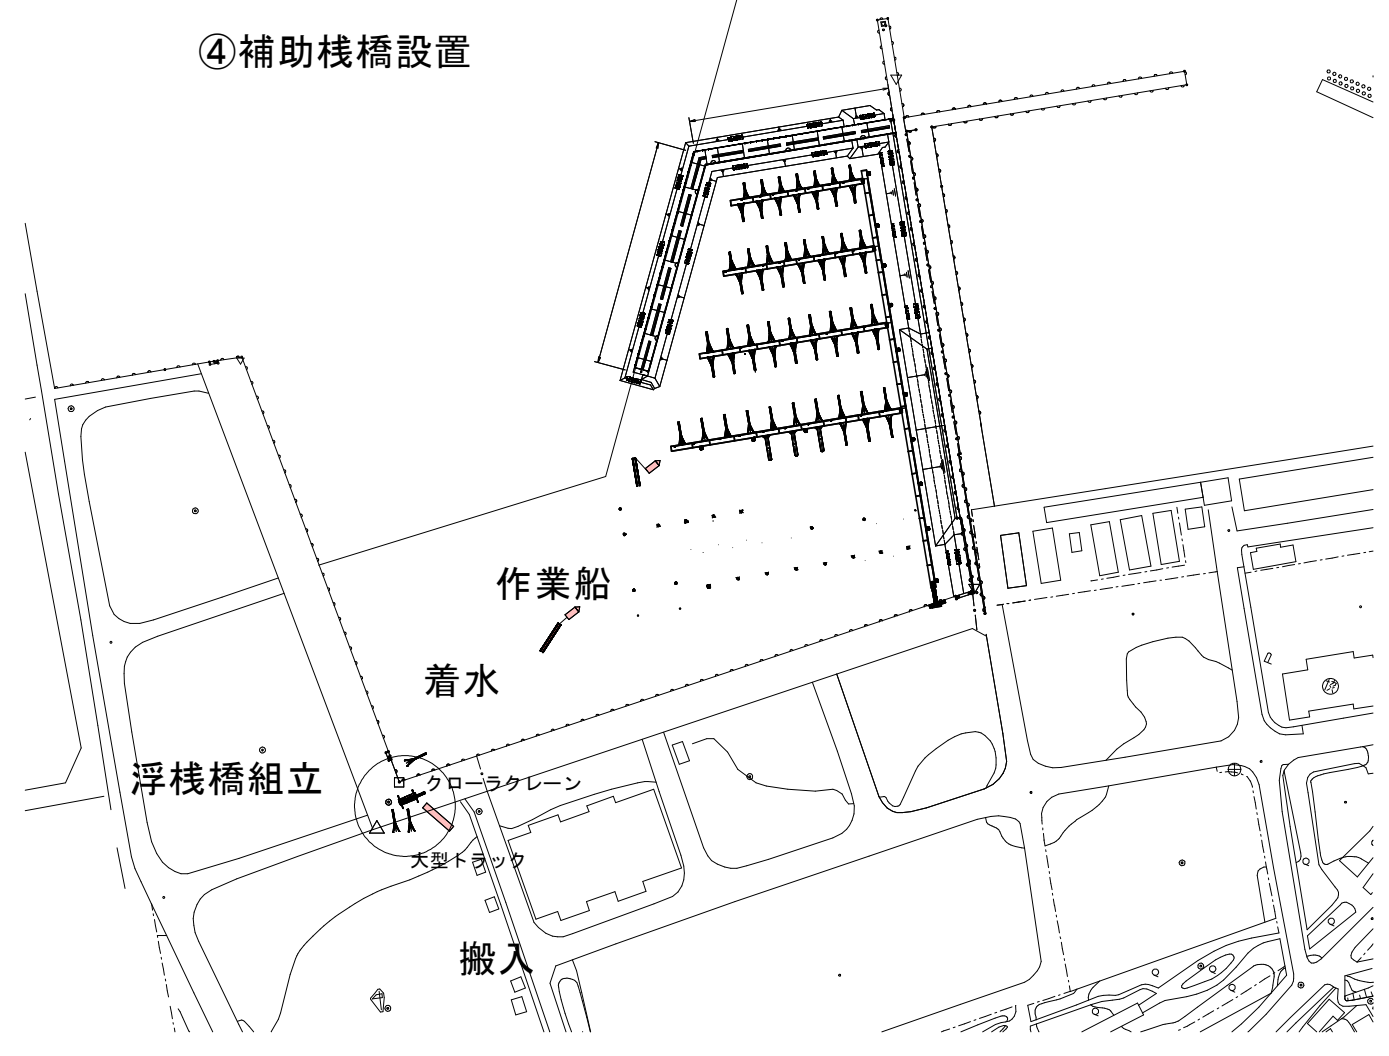 ④補助桟橋設置
作業船
着水
浮桟橋組立
クローラクレーン
大型トラック
搬入